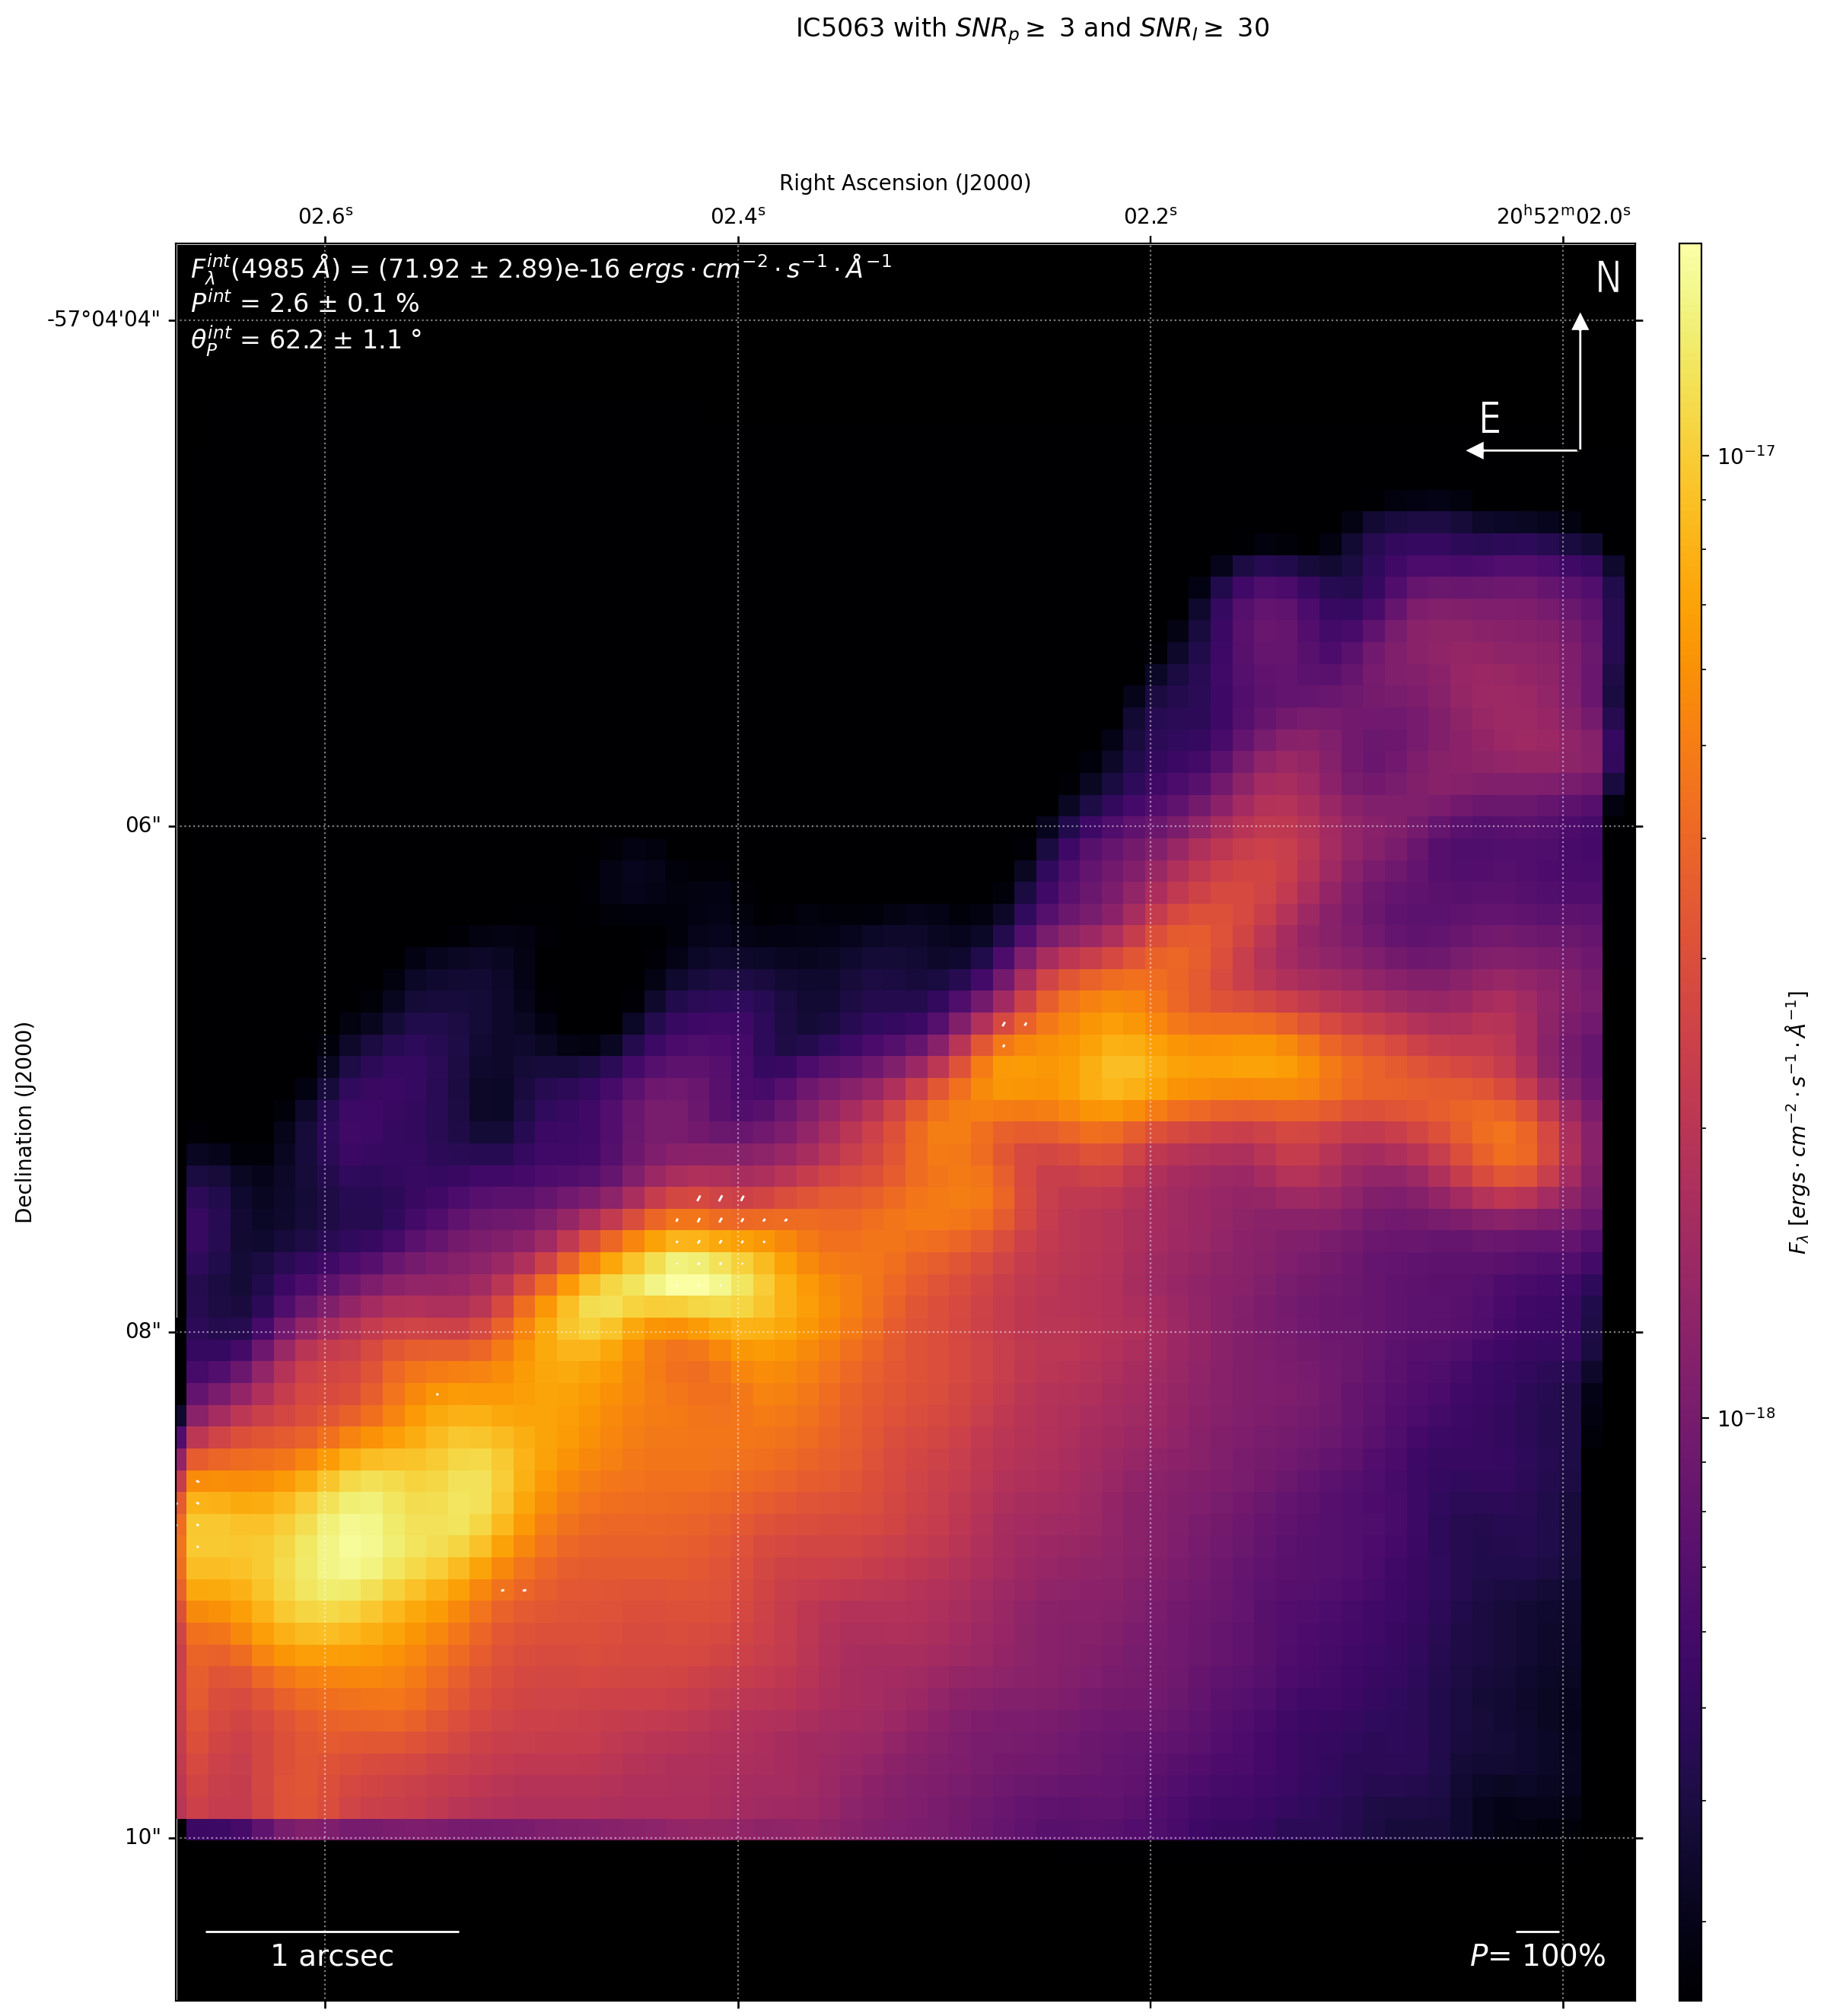 IC5063 with SNR_p ≥ 3 and SNR_I ≥ 30
Right Ascension (J2000)
02.6ˢ 02.4ˢ 02.2ˢ 20ʰ52ᵐ02.0ˢ
F_λ^int(4985 Å) = (71.92 ± 2.89)e-16 ergs · cm⁻² · s⁻¹ · Å⁻¹
P^int = 2.6 ± 0.1 %
θ_P^int = 62.2 ± 1.1 °
N
E
-57°04'04"
06"
08"
10"
Declination (J2000)
1 arcsec
P= 100%
10⁻¹⁷
10⁻¹⁸
F_λ [ergs · cm⁻² · s⁻¹ · Å⁻¹]